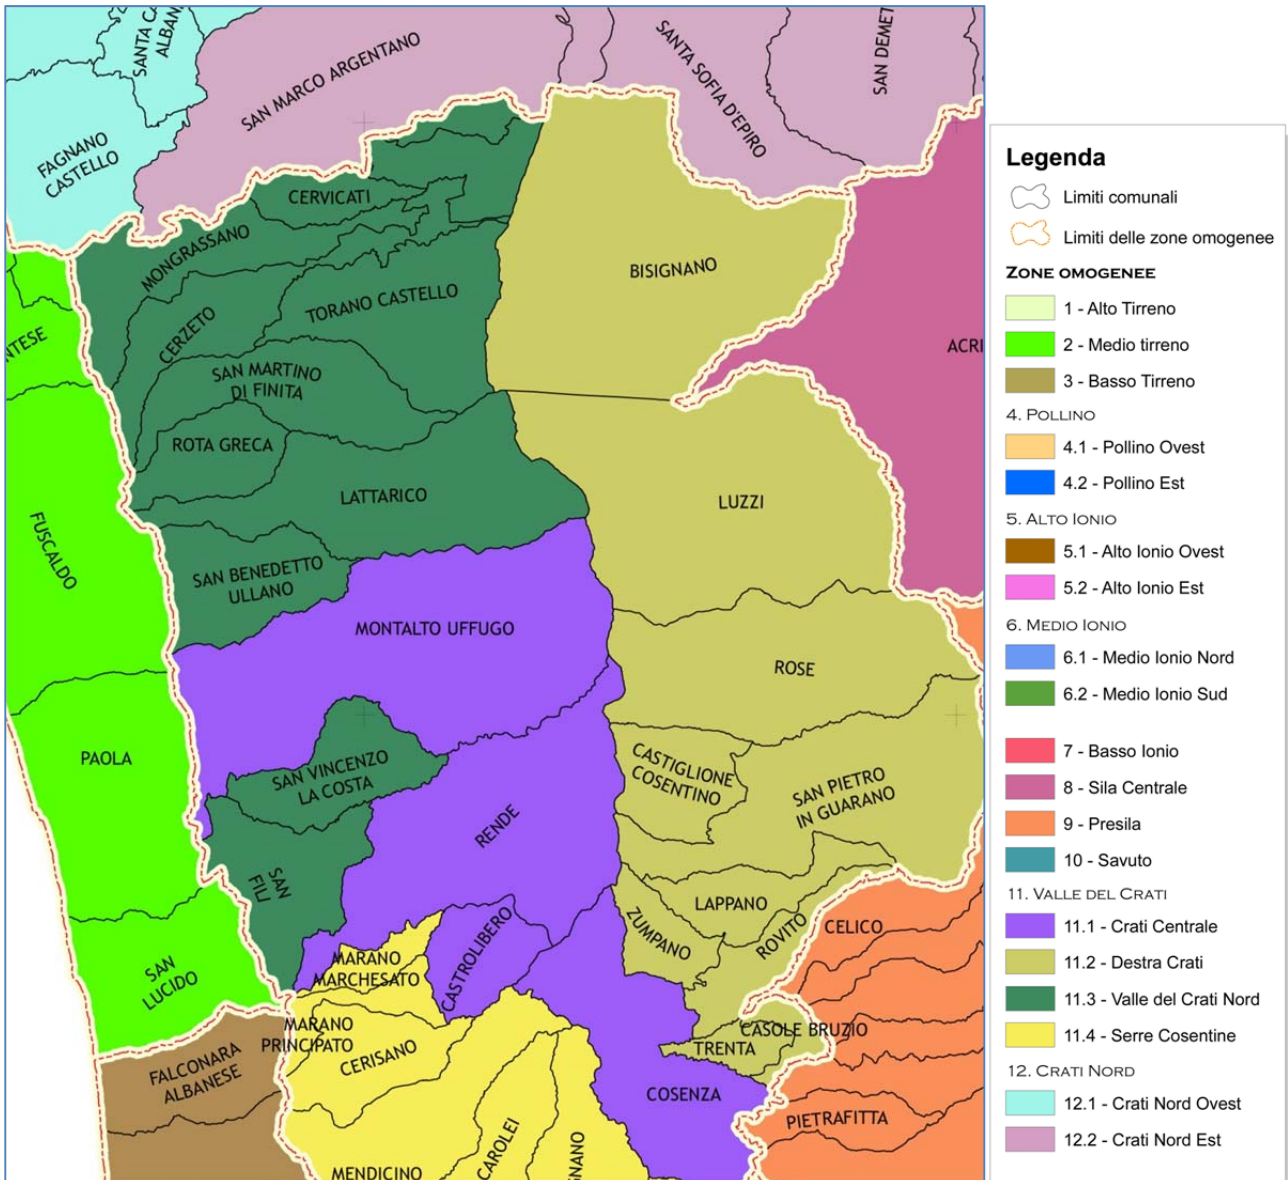 SANTA CA
ALBAN
SAN MARCO ARGENTANO
SANTA SOFIA D'EPIRO
SAN DEMET
FAGNANO
CASTELLO
CERVICATI
MONGRASSANO
BISIGNANO
TORANO CASTELLO
CERZETO
NTESE
ACRI
SAN MARTINO
DI FINITA
ROTA GRECA
LATTARICO
LUZZI
FUSCALDO
SAN BENEDETTO
ULLANO
MONTALTO UFFUGO
ROSE
PAOLA
SAN VINCENZO
LA COSTA
CASTIGLIONE
COSENTINO
SAN PIETRO
IN GUARANO
RENDE
SAN
FILI
LAPPANO
ZUMPANO
ROVITO
CELICO
MARANO
MARCHESATO
CASTROLIBERO
SAN
LUCIDO
MARANO
PRINCIPATO
CERISANO
CASOLE BRUZIO
TRENTA
FALCONARA
ALBANESE
COSENZA
PIETRAFITTA
CAROLEI
GNANO
MENDICINO
Legenda
Limiti comunali
Limiti delle zone omogenee
ZONE OMOGENEE
1 - Alto Tirreno
2 - Medio tirreno
3 - Basso Tirreno
4. POLLINO
4.1 - Pollino Ovest
4.2 - Pollino Est
5. ALTO IONIO
5.1 - Alto Ionio Ovest
5.2 - Alto Ionio Est
6. MEDIO IONIO
6.1 - Medio Ionio Nord
6.2 - Medio Ionio Sud
7 - Basso Ionio
8 - Sila Centrale
9 - Presila
10 - Savuto
11. VALLE DEL CRATI
11.1 - Crati Centrale
11.2 - Destra Crati
11.3 - Valle del Crati Nord
11.4 - Serre Cosentine
12. CRATI NORD
12.1 - Crati Nord Ovest
12.2 - Crati Nord Est